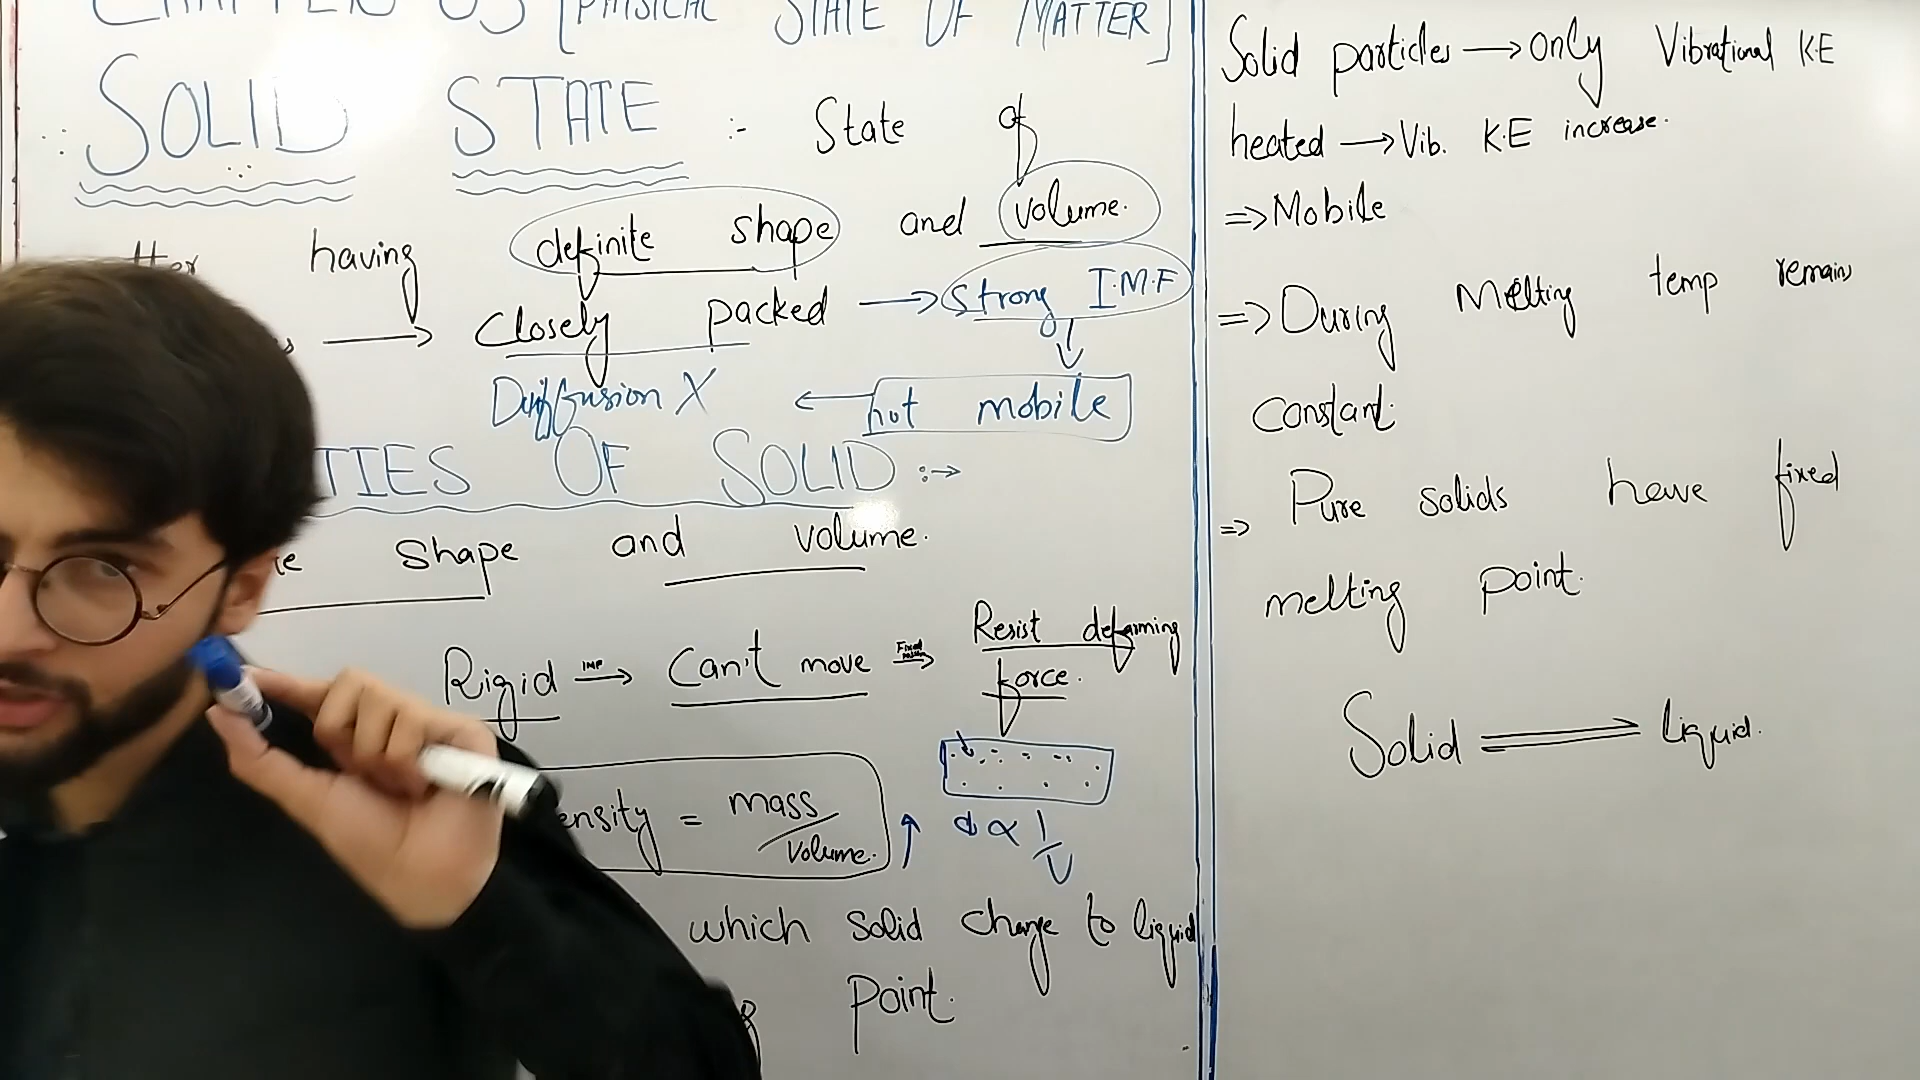 CHAPTER 03 [PHYSICAL STATE OF MATTER]
SOLID STATE :- State of
having definite shape and volume.
→ Closely packed → Strong I.M.F
Diffusion X ← not mobile
TIES OF SOLID :→
shape and volume.
Rigid → Can't move → Resist deforming
force.
ensity = mass/volume. ↑ d ∝ 1/v
which solid change to liquid
Point.
Solid particles → only Vibrational K.E
heated → Vib. K.E increase.
=> Mobile
=> During Melting temp remains
Constant.
=> Pure solids have fixed
melting point.
Solid ⇌ liquid.